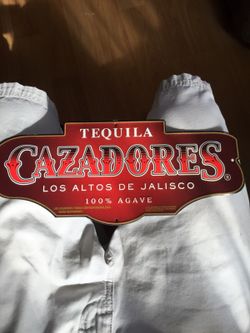 TEQUILA
CAZADORES®
LOS ALTOS DE JALISCO
100% AGAVE